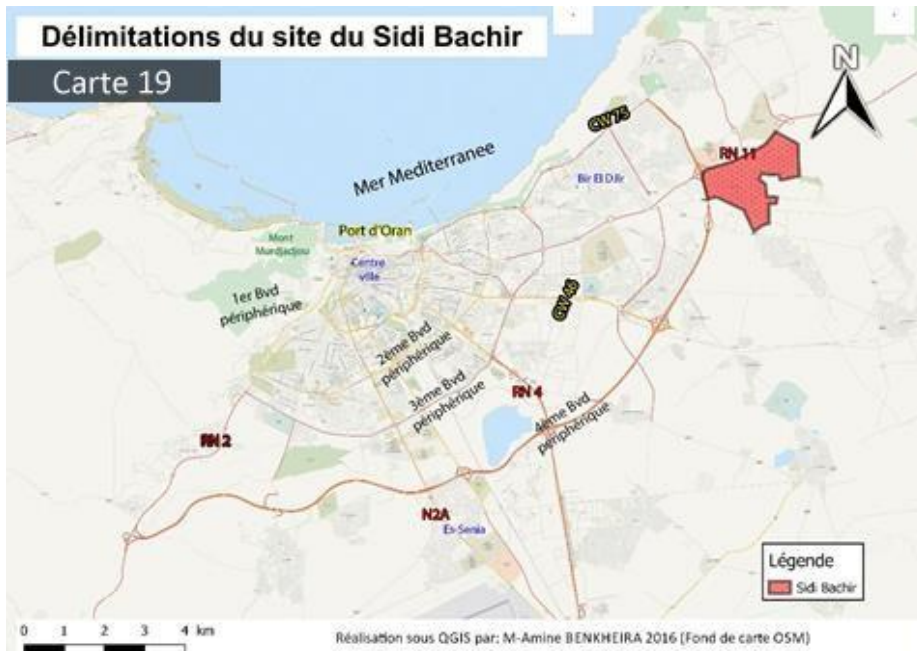 Délimitations du site du Sidi Bachir
Carte 19
N
CW 75
Mer Mediterranee
RN 11
Bir El DJIr
Port d'Oran
Mont
Murdjadjou
Centre
ville
1er Bvd
périphérique
CW 46
2ème Bvd
périphérique
3ème Bvd
périphérique
RN 4
4ème Bvd
périphérique
RN 2
N2A
Es-Senia
Légende
Sidi Bachir
0 1 2 3 4 km
Réalisation sous QGIS par: M-Amine BENKHEIRA 2016 (Fond de carte OSM)